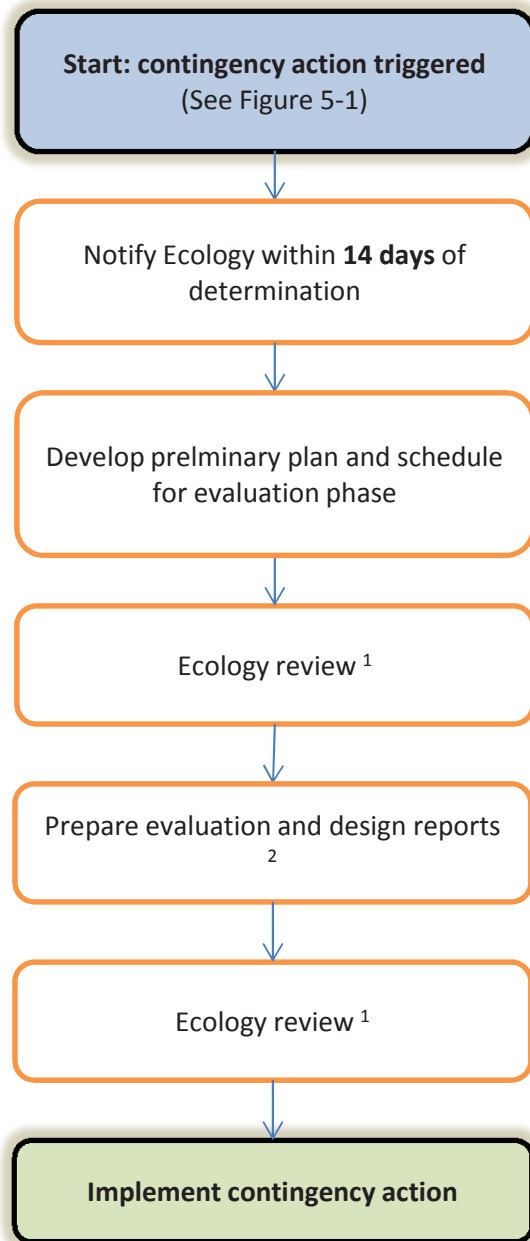 Start: contingency action triggered
(See Figure 5-1)
Notify Ecology within 14 days of
determination
Develop prelminary plan and schedule
for evaluation phase
Ecology review 1
Prepare evaluation and design reports
2
Ecology review 1
Implement contingency action